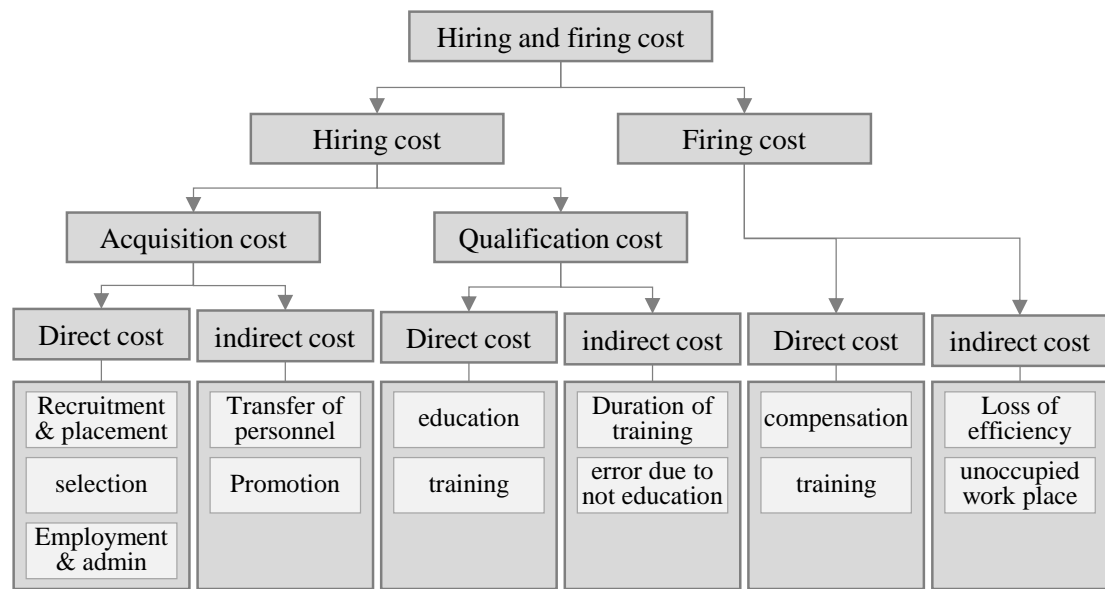 Hiring and firing cost
Hiring cost
Firing cost
Acquisition cost
Qualification cost
Direct cost
indirect cost
Direct cost
indirect cost
Direct cost
indirect cost
Recruitment
& placement
selection
Employment
& admin
Transfer of
personnel
Promotion
education
training
Duration of
training
error due to
not education
compensation
training
Loss of
efficiency
unoccupied
work place